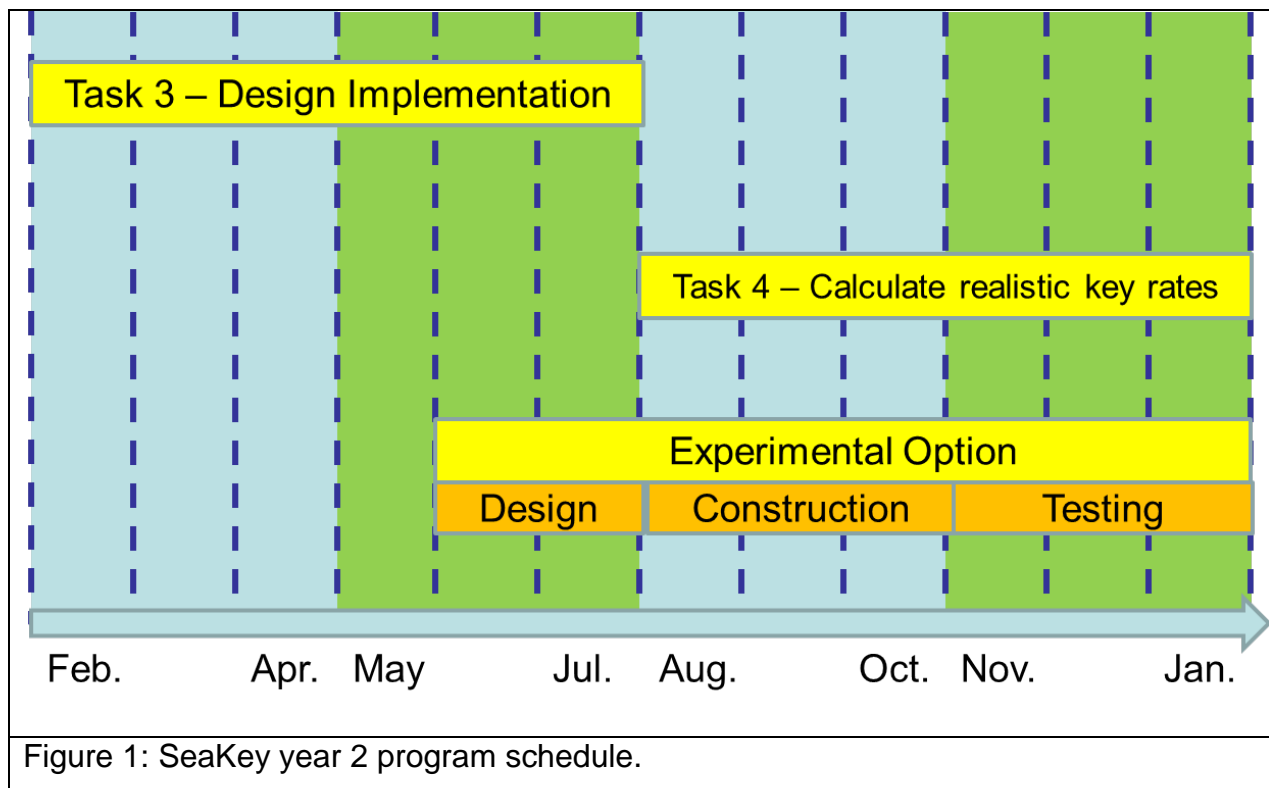 Task 3 – Design Implementation
Task 4 – Calculate realistic key rates
Experimental Option
Design Construction Testing
Feb. Apr. May Jul. Aug. Oct. Nov. Jan.
Figure 1: SeaKey year 2 program schedule.